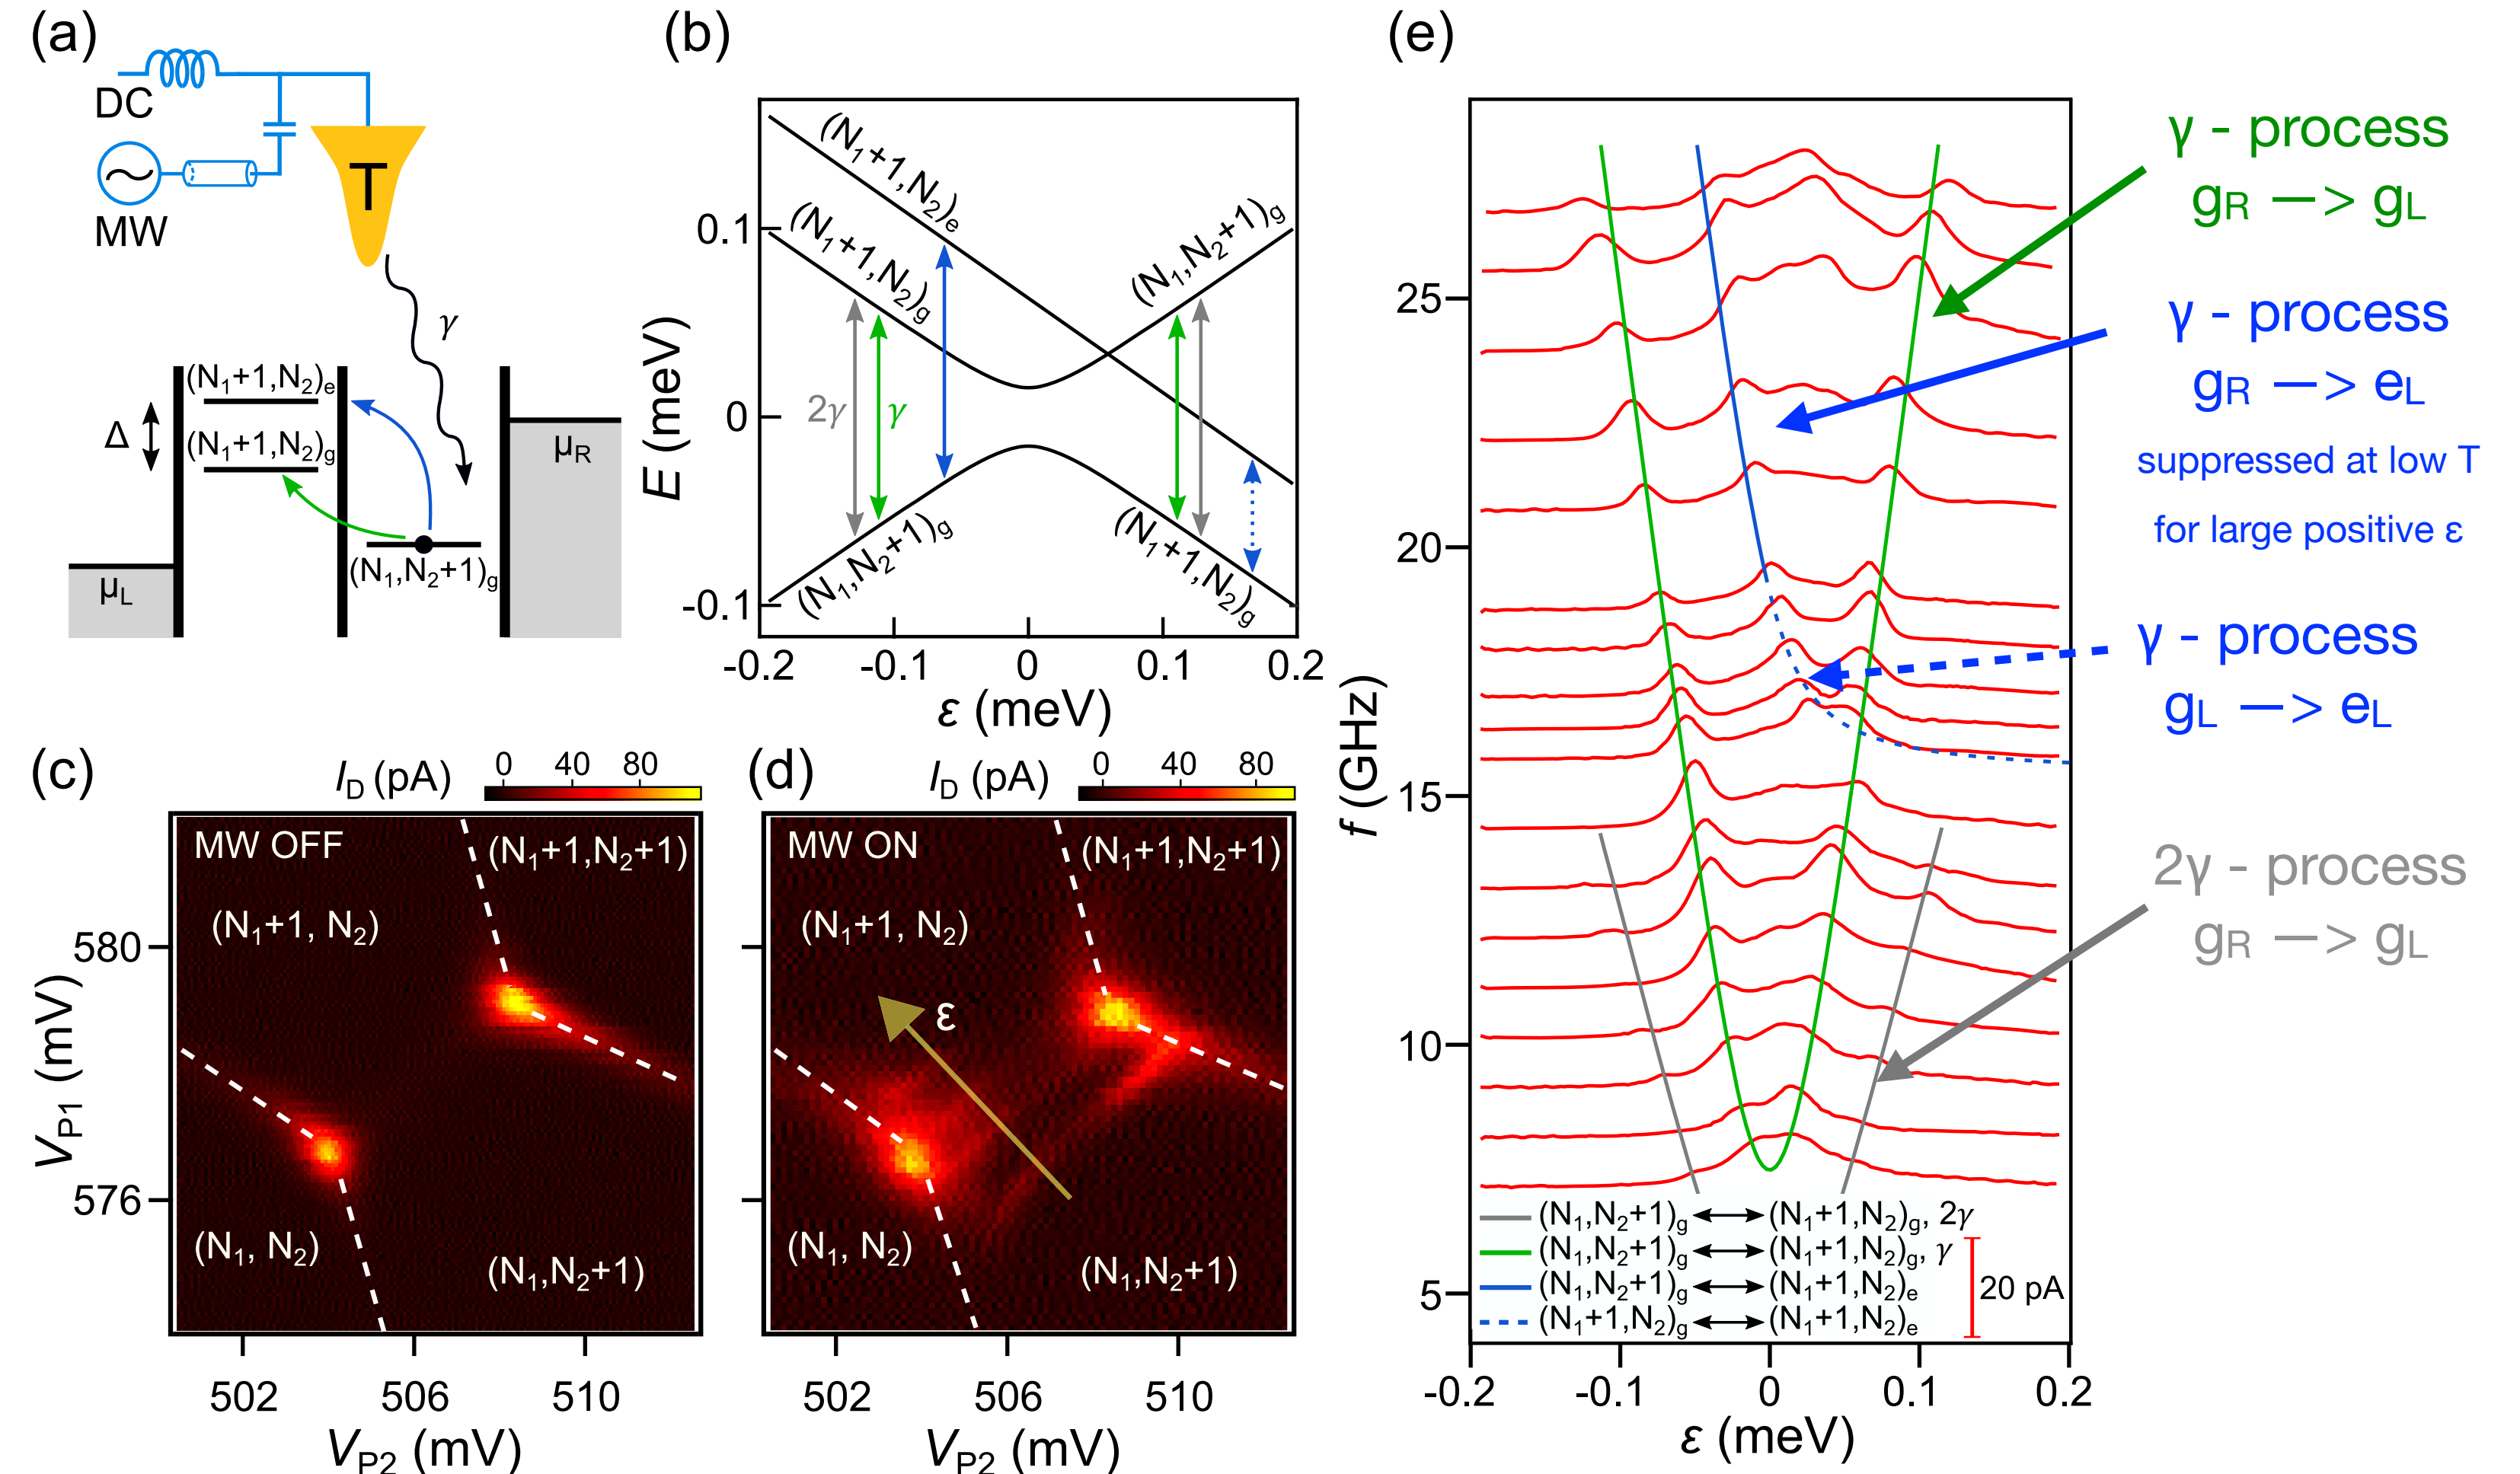 (a)
DC
MW
T
γ
(N1+1,N2)e
Δ
(N1+1,N2)g
μR
μL
(N1,N2+1)g
(b)
E (meV)
0.1
0
-0.1
(N1+1,N2)e
(N1+1,N2)g
(N1,N2+1)g
2γ
γ
(N1,N2+1)g
(N1+1,N2)g
-0.2
-0.1
0
0.1
0.2
ε (meV)
(c)
ID (pA)
0
40
80
MW OFF
(N1+1,N2+1)
(N1+1, N2)
(N1, N2)
(N1,N2+1)
580
576
VP1 (mV)
502
506
510
VP2 (mV)
(d)
ID (pA)
0
40
80
MW ON
(N1+1,N2+1)
(N1+1, N2)
ε
(N1, N2)
(N1,N2+1)
502
506
510
VP2 (mV)
(e)
f (GHz)
25
20
15
10
5
(N1,N2+1)g ⟷ (N1+1,N2)g, 2γ
(N1,N2+1)g ⟷ (N1+1,N2)g, γ
(N1,N2+1)g ⟷ (N1+1,N2)e
(N1+1,N2)g ⟷ (N1+1,N2)e
20 pA
-0.2
-0.1
0
0.1
0.2
ε (meV)
γ - process
gR —> gL
γ - process
gR —> eL
suppressed at low T
for large positive ε
γ - process
gL —> eL
2γ - process
gR —> gL